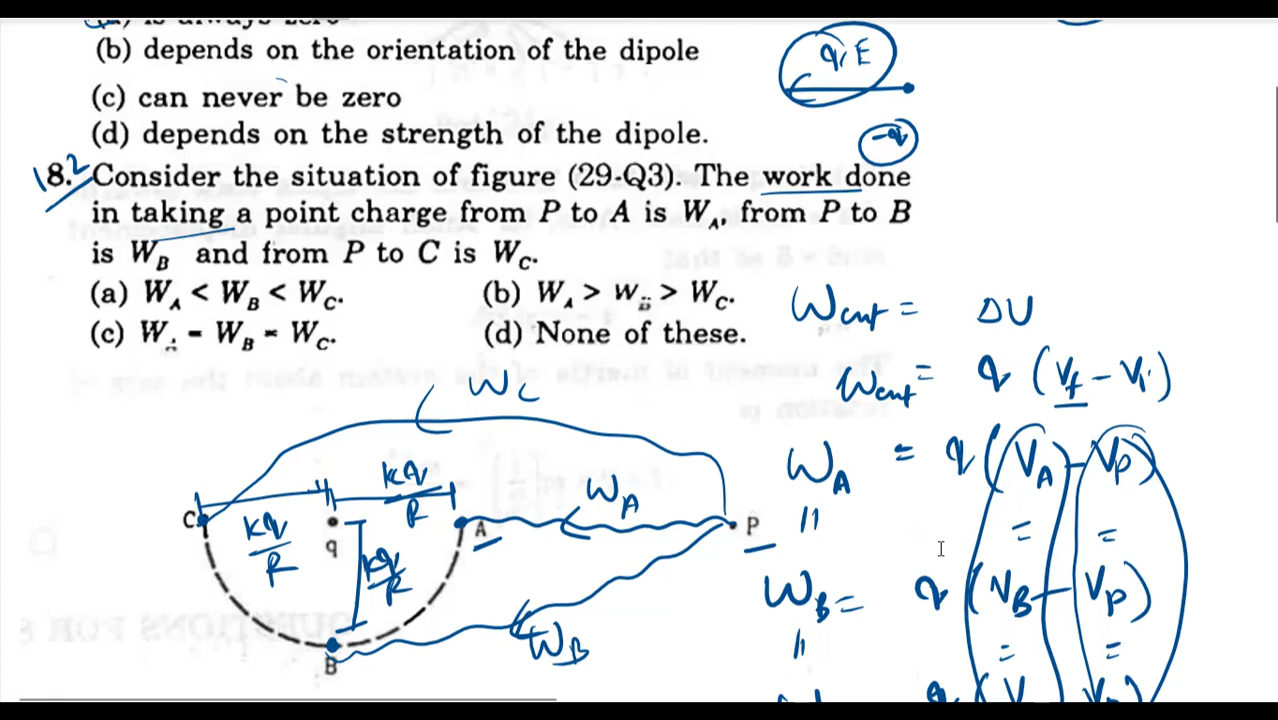 (b) depends on the orientation of the dipole
(c) can never be zero
(d) depends on the strength of the dipole.
q, E
-q
18.² Consider the situation of figure (29-Q3). The work done
in taking a point charge from P to A is W_A, from P to B
is W_B and from P to C is W_C.
(a) W_A < W_B < W_C.
(b) W_A > W_B > W_C.
(c) W_A = W_B = W_C.
(d) None of these.
W_ext = ΔU
W_ext = q (V_f - V_i)
W_C
W_A = q (V_A - V_P)
kq/R
W_A
C
q
A
P
kq/R
kq/R
= =
W_B = q (V_B - V_P)
W_B
B
= =